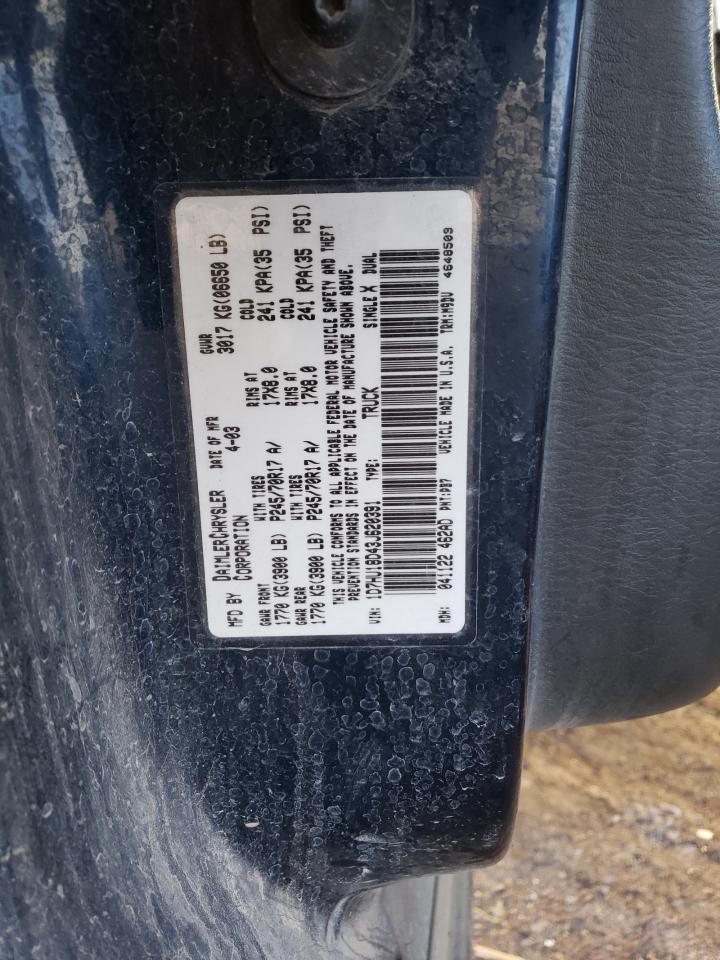 MFD BY DAIMLERCHRYSLER CORPORATION DATE OF MFR 4-03 GVWR 3017 KG(06650 LB)
GAWR FRONT WITH TIRES RIMS AT COLD
1770 KG(3900 LB) P245/70R17 A/ 17X8.0 241 KPA(35 PSI)
GAWR REAR WITH TIRES RIMS AT COLD
1770 KG(3900 LB) P245/70R17 A/ 17X8.0 241 KPA(35 PSI)
THIS VEHICLE CONFORMS TO ALL APPLICABLE FEDERAL MOTOR VEHICLE SAFETY AND THEFT
PREVENTION STANDARDS IN EFFECT ON THE DATE OF MANUFACTURE SHOWN ABOVE.
VIN: 1D7HU18D43J620391 TYPE: TRUCK SINGLE X DUAL
MDH: 041122 462AD PNT:PB7 VEHICLE MADE IN U.S.A. TRM:M9DV 4648509